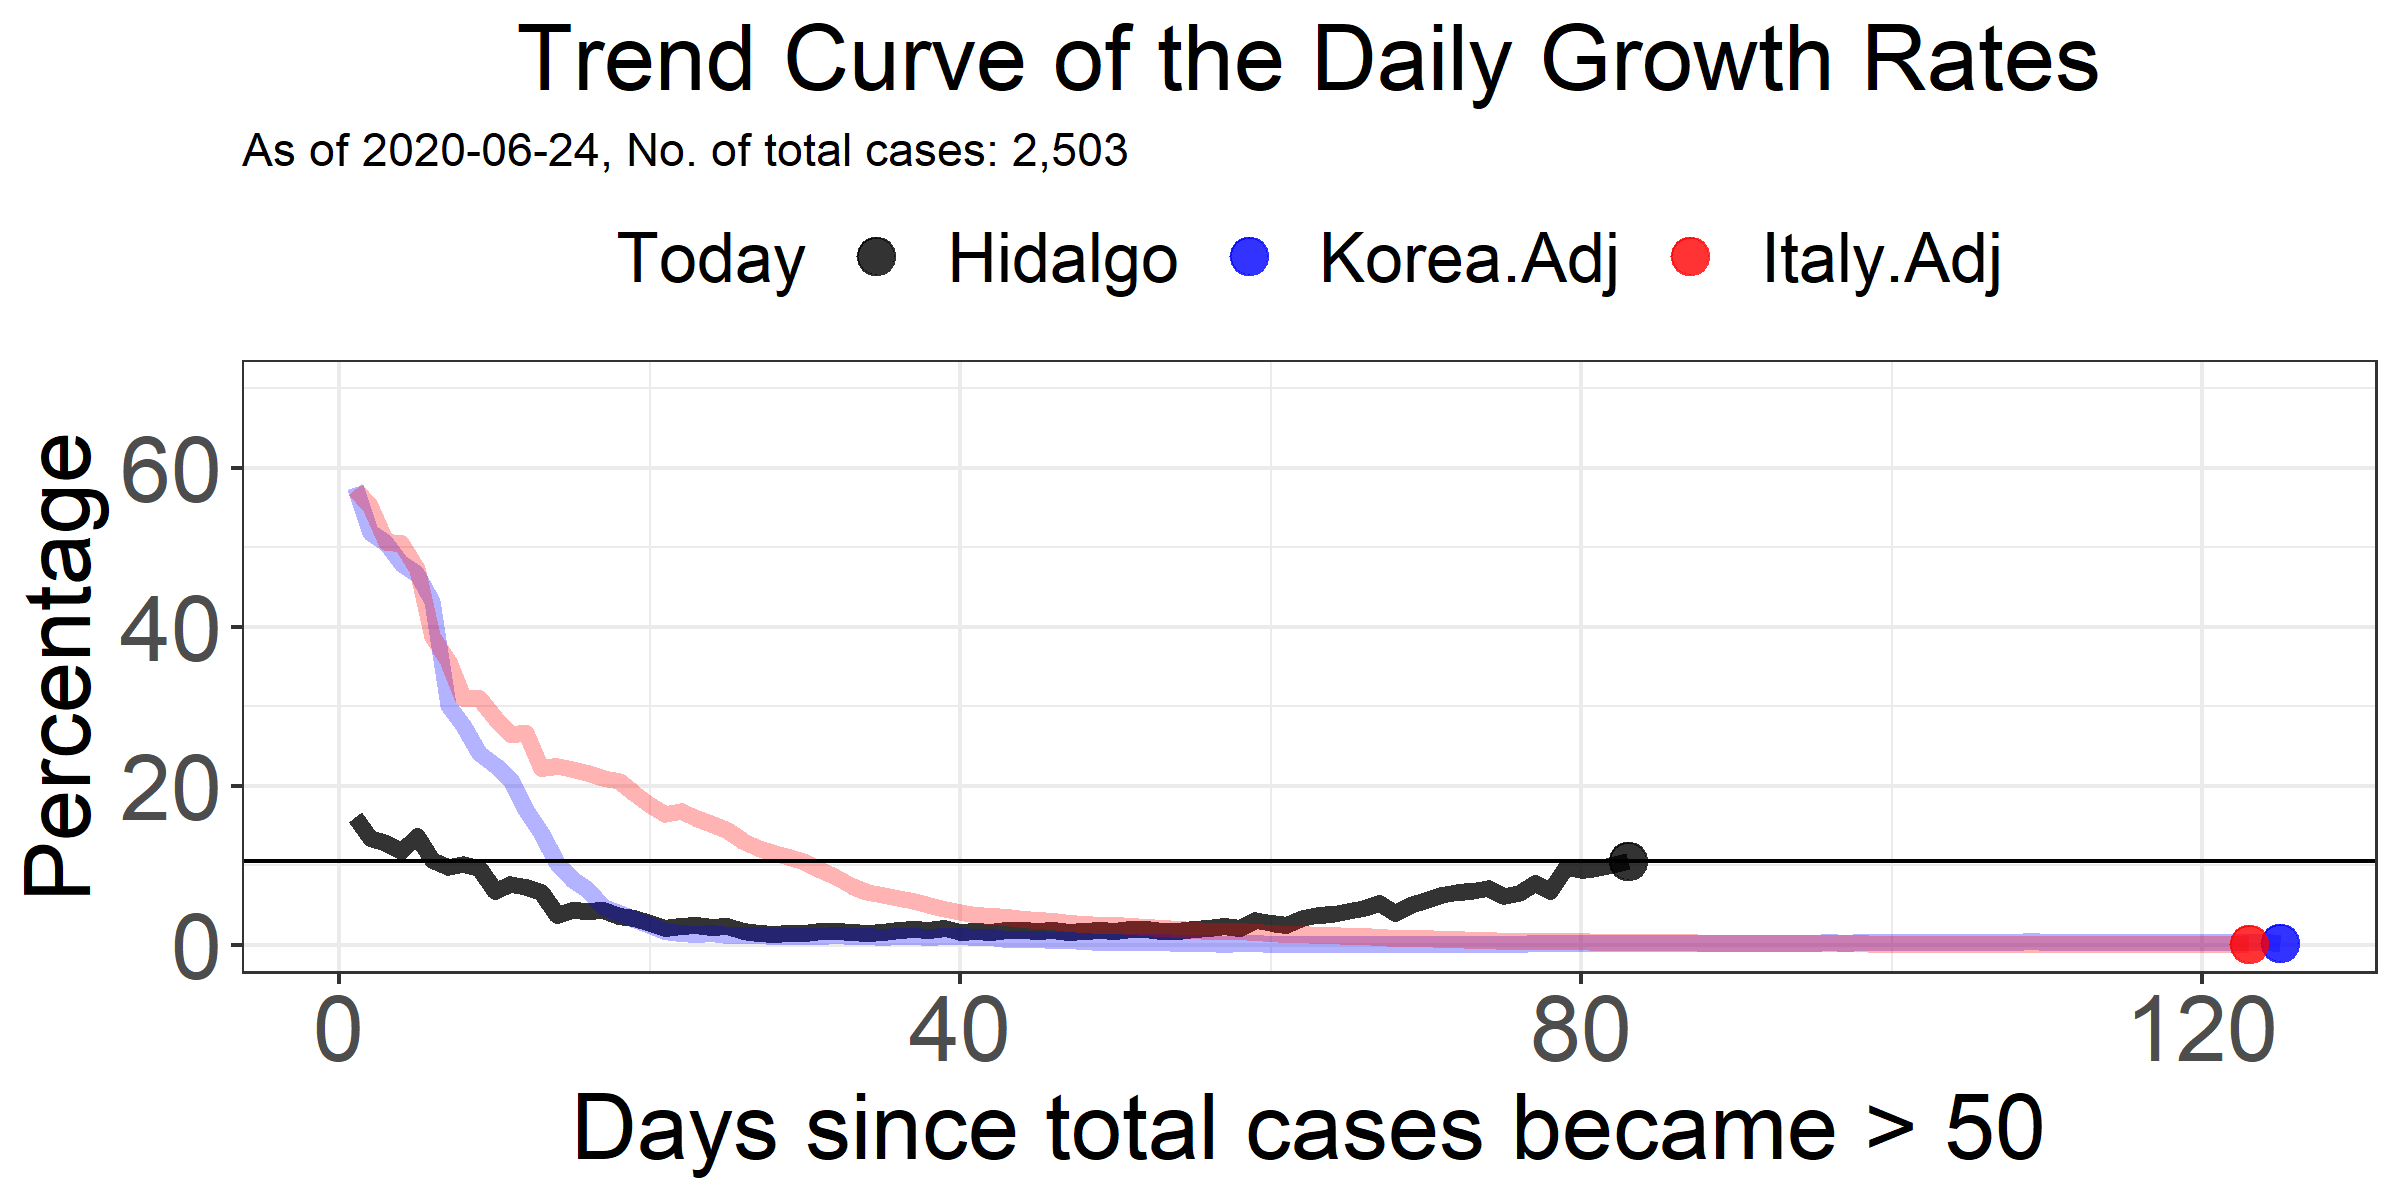 Trend Curve of the Daily Growth Rates
As of 2020-06-24, No. of total cases: 2,503
Today Hidalgo Korea.Adj Italy.Adj
Percentage
60
40
20
0
0 40 80 120
Days since total cases became > 50